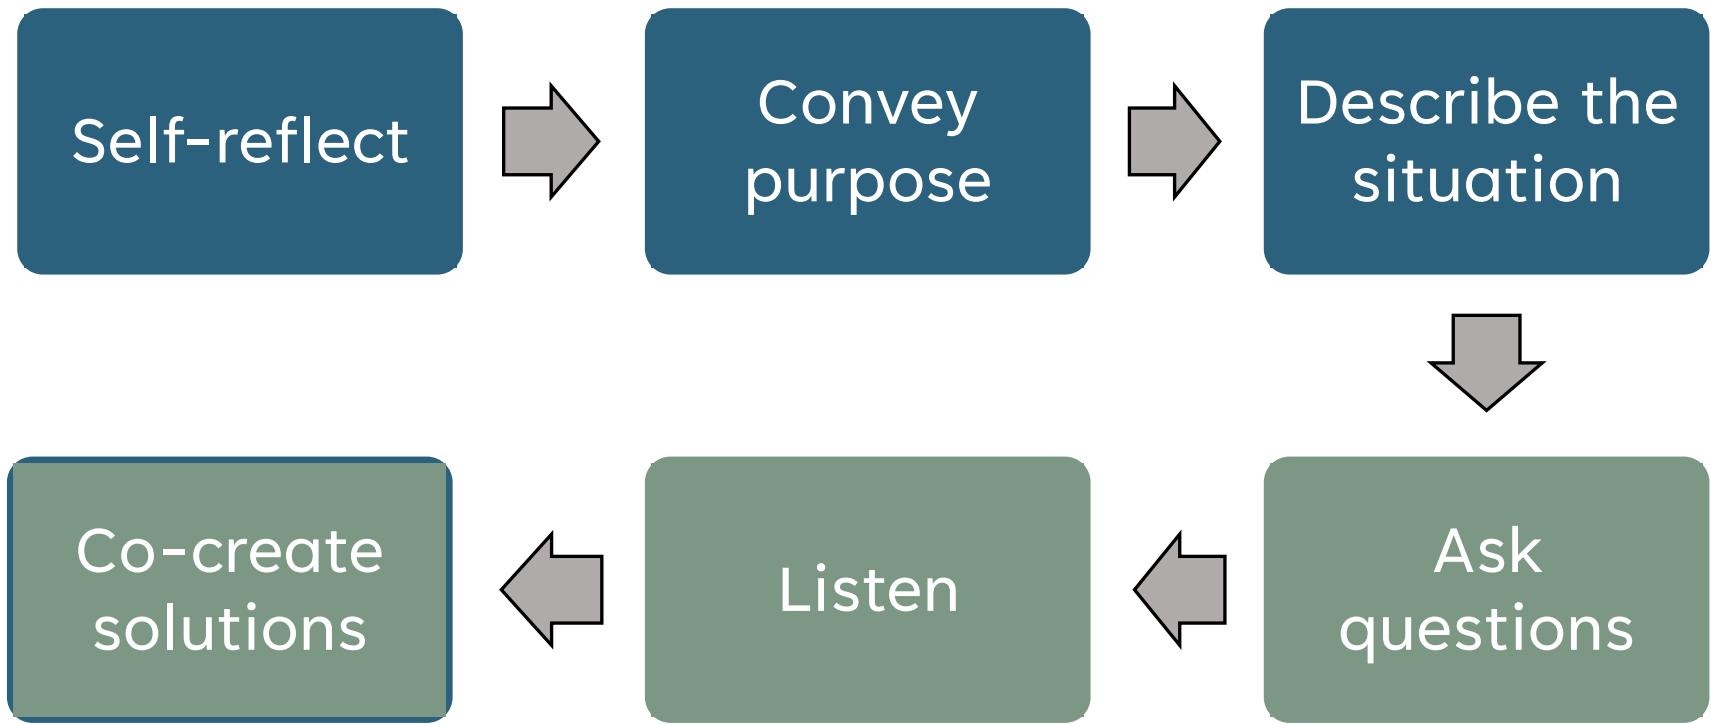 Self-reflect
Convey
purpose
Describe the
situation
Ask
questions
Listen
Co-create
solutions